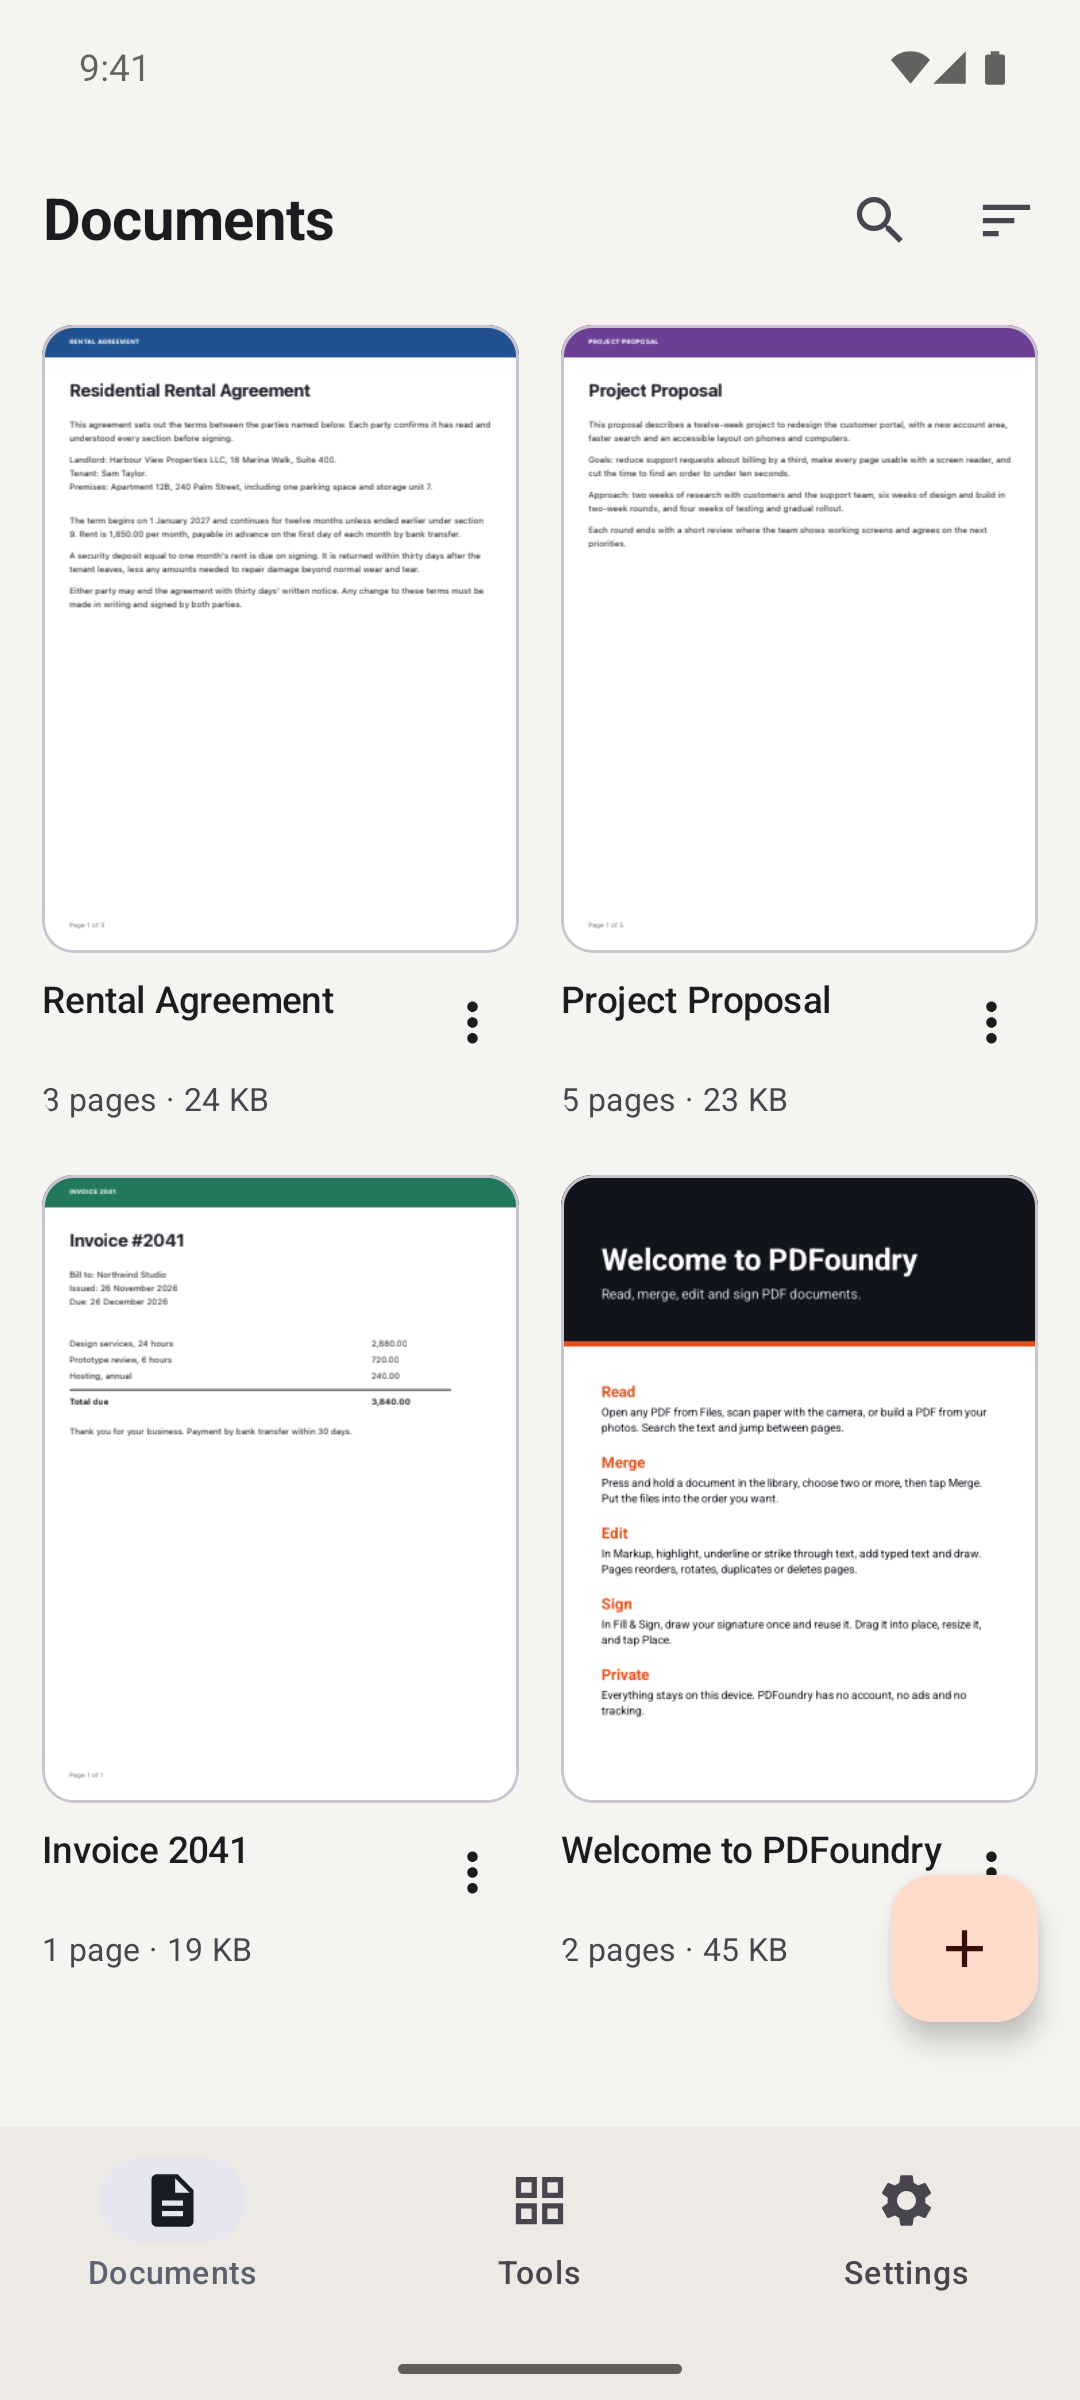 9:41
Documents
RENTAL AGREEMENT
Residential Rental Agreement
This agreement sets out the terms between the parties named below. Each party confirms it has read and
understood every section before signing.
Landlord: Harbour View Properties LLC, 18 Marina Walk, Suite 400.
Tenant: Sam Taylor.
Premises: Apartment 12B, 240 Palm Street, including one parking space and storage unit 7.
The term begins on 1 January 2027 and continues for twelve months unless ended earlier under section
9. Rent is 1,850.00 per month, payable in advance on the first day of each month by bank transfer.
A security deposit equal to one month's rent is due on signing. It is returned within thirty days after the
tenant leaves, less any amounts needed to repair damage beyond normal wear and tear.
Either party may end the agreement with thirty days' written notice. Any change to these terms must be
made in writing and signed by both parties.
Page 1 of 3
PROJECT PROPOSAL
Project Proposal
This proposal describes a twelve-week project to redesign the customer portal, with a new account area,
faster search and an accessible layout on phones and computers.
Goals: reduce support requests about billing by a third, make every page usable with a screen reader, and
cut the time to find an order to under ten seconds.
Approach: two weeks of research with customers and the support team, six weeks of design and build in
two-week rounds, and four weeks of testing and gradual rollout.
Each round ends with a short review where the team shows working screens and agrees on the next
priorities.
Page 1 of 5
Rental Agreement
3 pages · 24 KB
Project Proposal
5 pages · 23 KB
INVOICE 2041
Invoice #2041
Bill to: Northwind Studio
Issued: 26 November 2026
Due: 26 December 2026
Design services, 24 hours 2,880.00
Prototype review, 6 hours 720.00
Hosting, annual 240.00
Total due 3,840.00
Thank you for your business. Payment by bank transfer within 30 days.
Page 1 of 1
Welcome to PDFoundry
Read, merge, edit and sign PDF documents.
Read
Open any PDF from Files, scan paper with the camera, or build a PDF from your
photos. Search the text and jump between pages.
Merge
Press and hold a document in the library, choose two or more, then tap Merge.
Put the files into the order you want.
Edit
In Markup, highlight, underline or strike through text, add typed text and draw.
Pages reorders, rotates, duplicates or deletes pages.
Sign
In Fill & Sign, draw your signature once and reuse it. Drag it into place, resize it,
and tap Place.
Private
Everything stays on this device. PDFoundry has no account, no ads and no
tracking.
Invoice 2041
1 page · 19 KB
Welcome to PDFoundry
2 pages · 45 KB
Documents
Tools
Settings